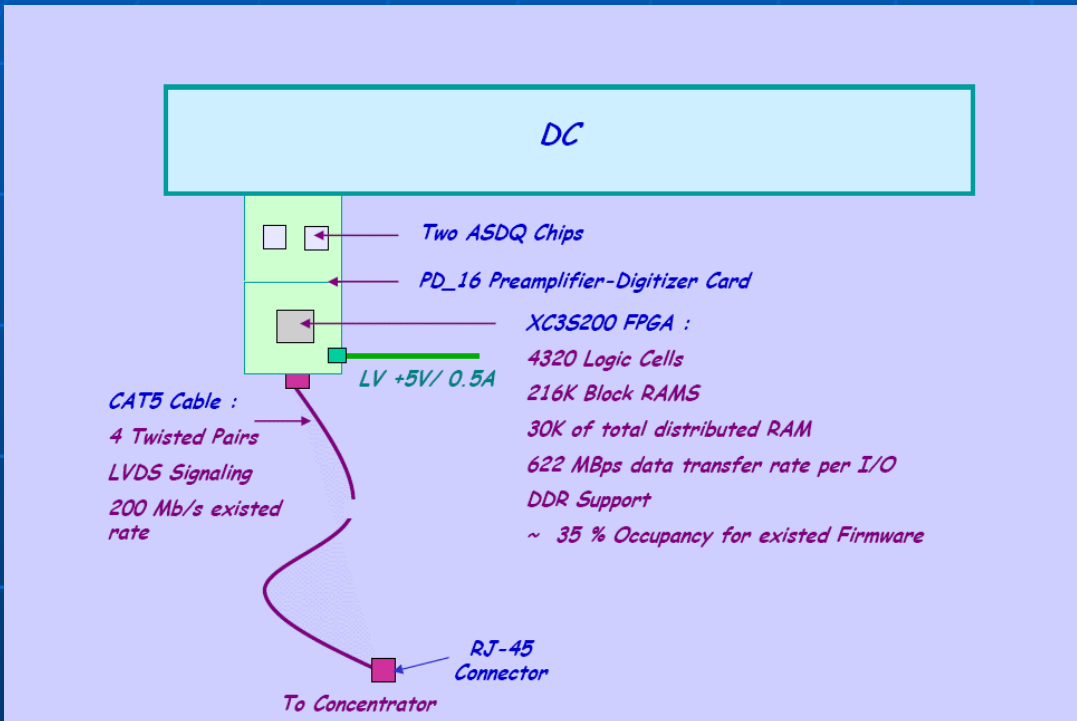 DC
Two ASDQ Chips
PD_16 Preamplifier-Digitizer Card
XC3S200 FPGA :
4320 Logic Cells
216K Block RAMS
30K of total distributed RAM
622 MBps data transfer rate per I/O
DDR Support
~ 35 % Occupancy for existed Firmware
LV +5V/ 0.5A
CAT5 Cable :
4 Twisted Pairs
LVDS Signaling
200 Mb/s existed
rate
RJ-45
Connector
To Concentrator